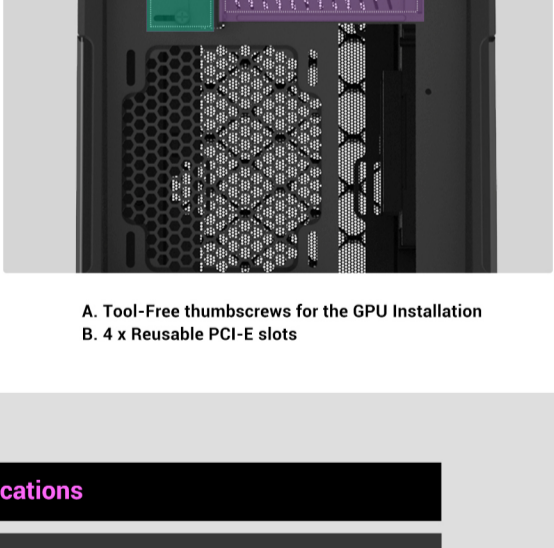 A. Tool-Free thumbscrews for the GPU Installation
B. 4 x Reusable PCI-E slots
cations